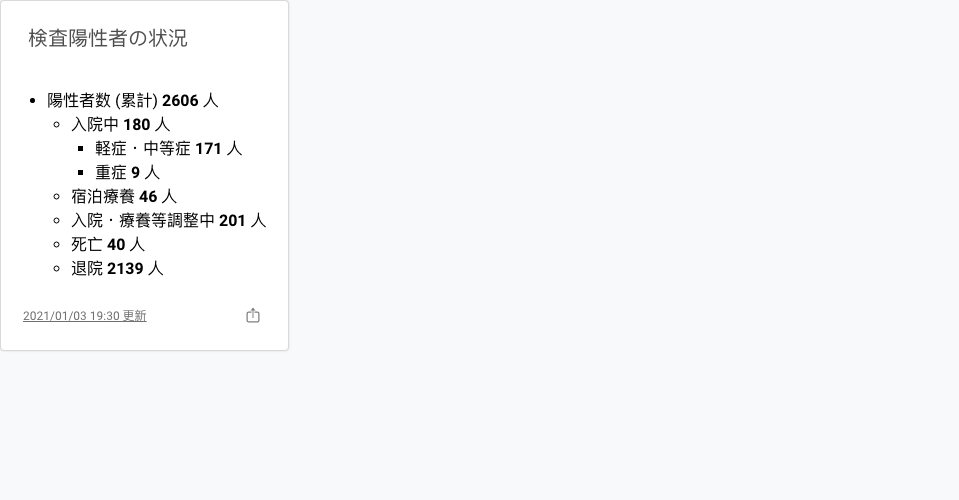 検査陽性者の状況
陽性者数 (累計) 2606 人
入院中 180 人
軽症・中等症 171 人
重症 9 人
宿泊療養 46 人
入院・療養等調整中 201 人
死亡 40 人
退院 2139 人
2021/01/03 19:30 更新